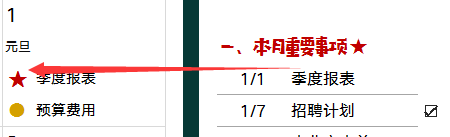 1
元旦
★ 季度报表
预算费用
一、本月重要事项★
1/1 季度报表
1/7 招聘计划 ☑